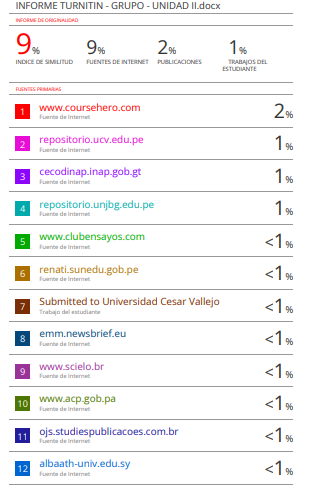 INFORME TURNITIN - GRUPO - UNIDAD II.docx
INFORME DE ORIGINALIDAD
9% 9% 2% 1%
INDICE DE SIMILITUD FUENTES DE INTERNET PUBLICACIONES TRABAJOS DEL
ESTUDIANTE
FUENTES PRIMARIAS
1 www.coursehero.com 2%
Fuente de Internet
2 repositorio.ucv.edu.pe 1%
Fuente de Internet
3 cecodinap.inap.gob.gt 1%
Fuente de Internet
4 repositorio.unjbg.edu.pe 1%
Fuente de Internet
5 www.clubensayos.com <1%
Fuente de Internet
6 renati.sunedu.gob.pe <1%
Fuente de Internet
7 Submitted to Universidad Cesar Vallejo <1%
Trabajo del estudiante
8 emm.newsbrief.eu <1%
Fuente de Internet
9 www.scielo.br <1%
Fuente de Internet
10 www.acp.gob.pa <1%
Fuente de Internet
11 ojs.studiespublicacoes.com.br <1%
Fuente de Internet
12 albaath-univ.edu.sy <1%
Fuente de Internet